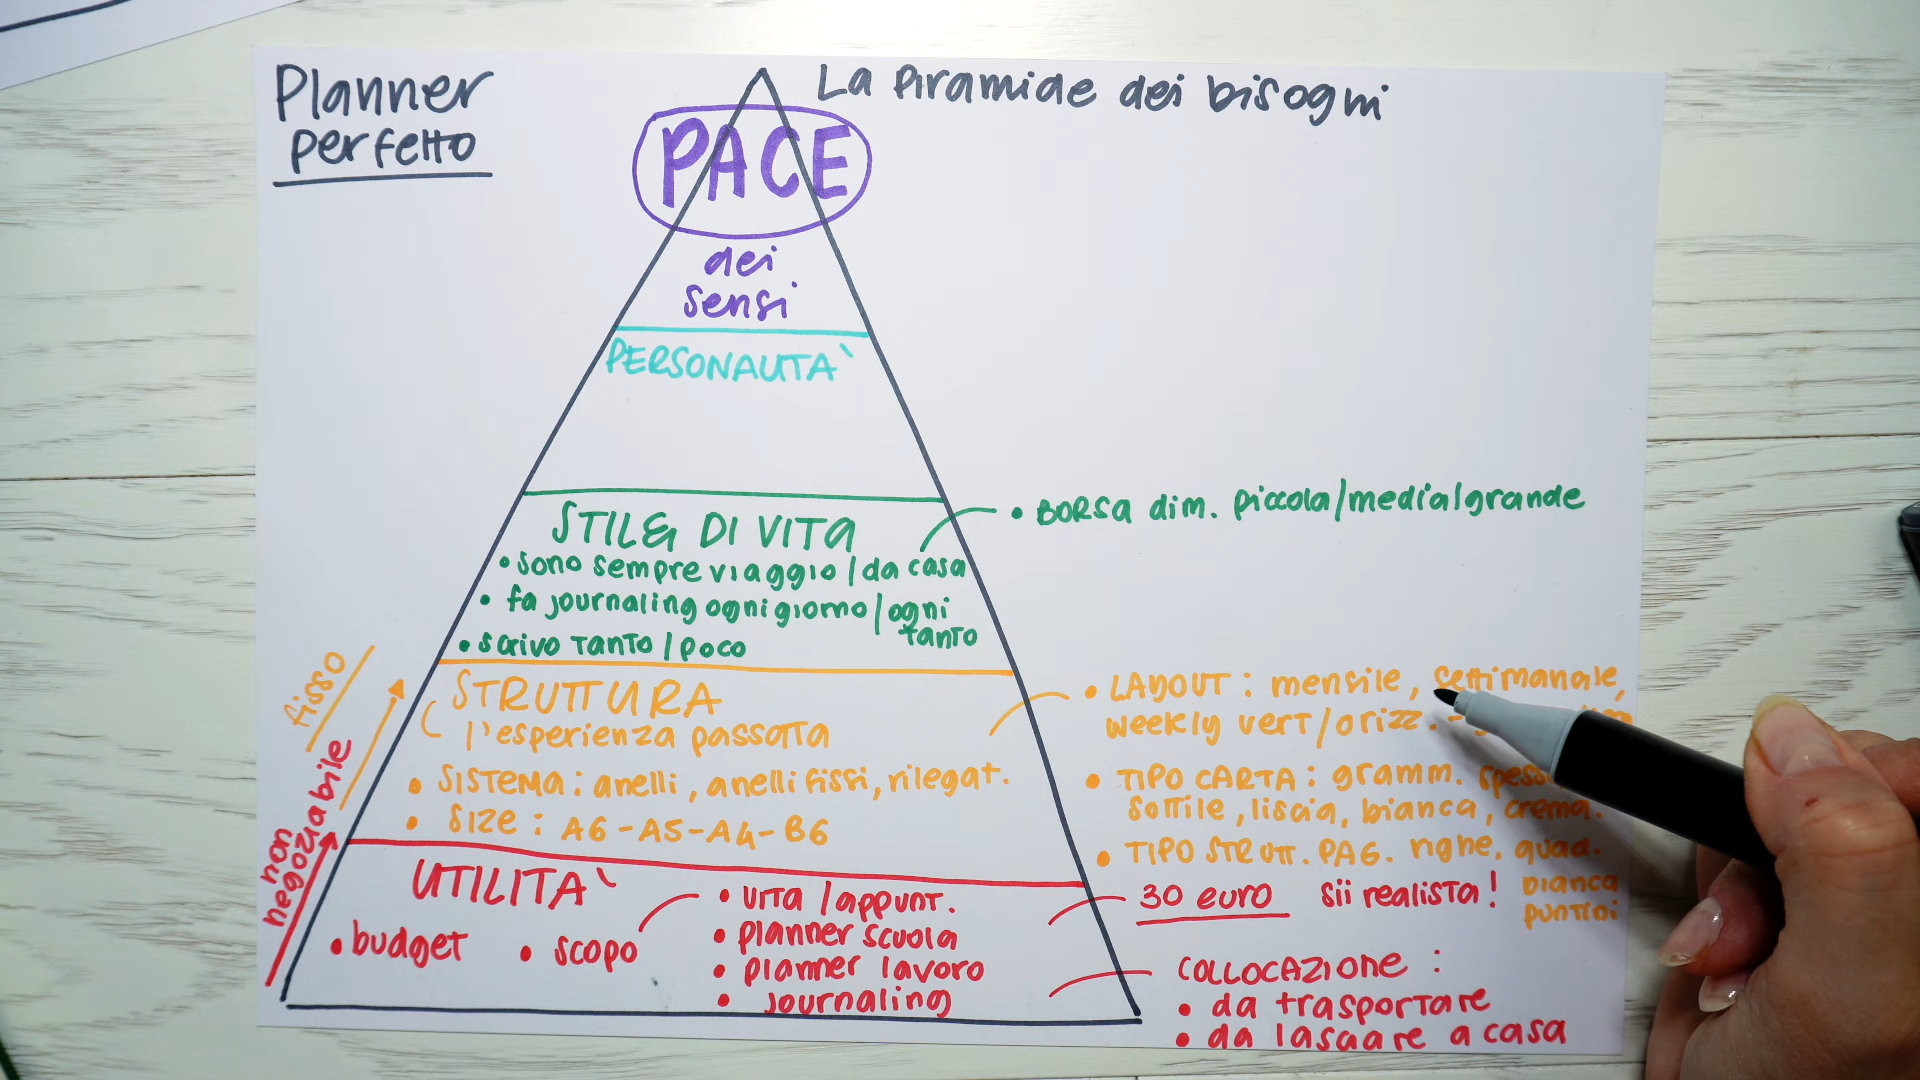 Planner
perfetto
La piramide dei bisogni
PACE
dei
sensi
PERSONALITA`
STILE DI VITA
• sono sempre viaggio / da casa
• fa journaling ogni giorno / ogni
tanto
• scrivo tanto / poco
• BORSA dim. piccola/media/grande
fisso
non
negoziabile
STRUTTURA
l'esperienza passata
• SISTEMA : anelli, anelli fissi, rilegat.
• SIZE : A6 - A5 - A4 - B6
• LAYOUT : mensile, settimanale,
weekly vert/orizz. -
• TIPO CARTA : gramm.
sottile, liscia, bianca, crema.
• TIPO STRUTT. PAG. righe. quad.
bianca
puntini
UTILITA`
• budget
• scopo
• vita / appunt.
• planner scuola
• planner lavoro
• journaling
30 euro sii realista!
COLLOCAZIONE :
• da trasportare
• da lasciare a casa